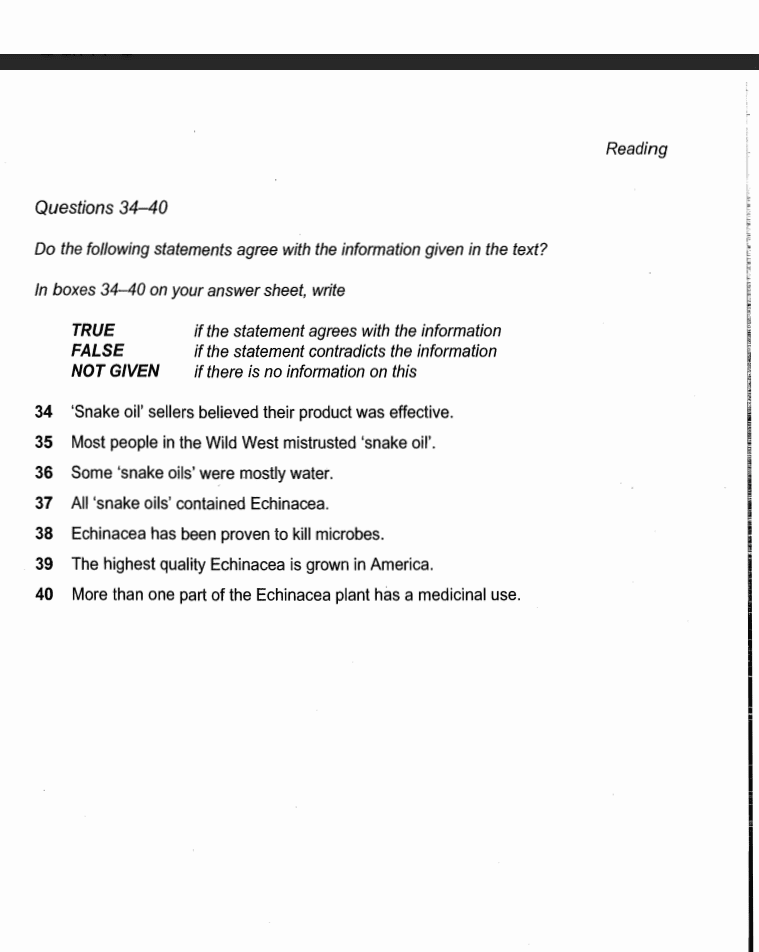 Reading
Questions 34–40
Do the following statements agree with the information given in the text?
In boxes 34–40 on your answer sheet, write
TRUE if the statement agrees with the information
FALSE if the statement contradicts the information
NOT GIVEN if there is no information on this
34 ‘Snake oil’ sellers believed their product was effective.
35 Most people in the Wild West mistrusted ‘snake oil’.
36 Some ‘snake oils’ were mostly water.
37 All ‘snake oils’ contained Echinacea.
38 Echinacea has been proven to kill microbes.
39 The highest quality Echinacea is grown in America.
40 More than one part of the Echinacea plant has a medicinal use.